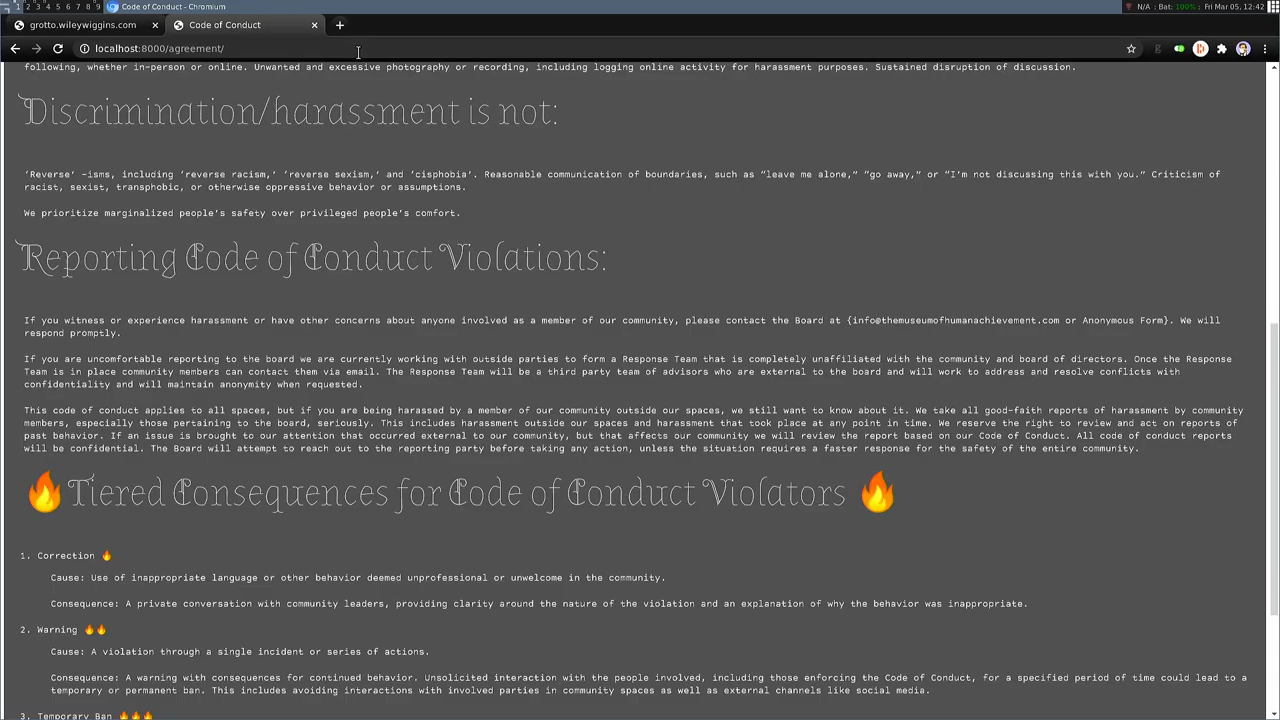 1 2 3 4 5 6 7 8 9 Code of Conduct - Chromium N/A : Bat: 100% : Fri Mar 05, 12:42
grotto.wileywiggins.com Code of Conduct
localhost:8000/agreement/
following, whether in-person or online. Unwanted and excessive photography or recording, including logging online activity for harassment purposes. Sustained disruption of discussion.
Discrimination/harassment is not:
‘Reverse’ -isms, including ‘reverse racism,’ ‘reverse sexism,’ and ‘cisphobia’. Reasonable communication of boundaries, such as “leave me alone,” “go away,” or “I’m not discussing this with you.” Criticism of
racist, sexist, transphobic, or otherwise oppressive behavior or assumptions.
We prioritize marginalized people’s safety over privileged people’s comfort.
Reporting Code of Conduct Violations:
If you witness or experience harassment or have other concerns about anyone involved as a member of our community, please contact the Board at {info@themuseumofhumanachievement.com or Anonymous Form}. We will
respond promptly.
If you are uncomfortable reporting to the board we are currently working with outside parties to form a Response Team that is completely unaffiliated with the community and board of directors. Once the Response
Team is in place community members can contact them via email. The Response Team will be a third party team of advisors who are external to the board and will work to address and resolve conflicts with
confidentiality and will maintain anonymity when requested.
This code of conduct applies to all spaces, but if you are being harassed by a member of our community outside our spaces, we still want to know about it. We take all good-faith reports of harassment by community
members, especially those pertaining to the board, seriously. This includes harassment outside our spaces and harassment that took place at any point in time. We reserve the right to review and act on reports of
past behavior. If an issue is brought to our attention that occurred external to our community, but that affects our community we will review the report based on our Code of Conduct. All code of conduct reports
will be confidential. The Board will attempt to reach out to the reporting party before taking any action, unless the situation requires a faster response for the safety of the entire community.
🔥Tiered Consequences for Code of Conduct Violators 🔥
1. Correction 🔥
Cause: Use of inappropriate language or other behavior deemed unprofessional or unwelcome in the community.
Consequence: A private conversation with community leaders, providing clarity around the nature of the violation and an explanation of why the behavior was inappropriate.
2. Warning 🔥🔥
Cause: A violation through a single incident or series of actions.
Consequence: A warning with consequences for continued behavior. Unsolicited interaction with the people involved, including those enforcing the Code of Conduct, for a specified period of time could lead to a
temporary or permanent ban. This includes avoiding interactions with involved parties in community spaces as well as external channels like social media.
3. Temporary Ban 🔥🔥🔥